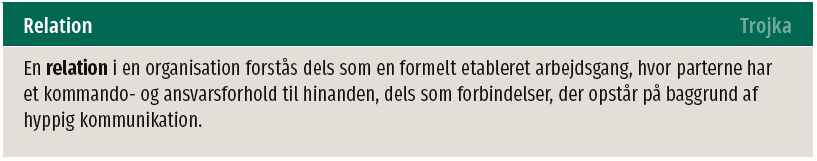 Relation Trojka
En relation i en organisation forstås dels som en formelt etableret arbejdsgang, hvor parterne har
et kommando- og ansvarsforhold til hinanden, dels som forbindelser, der opstår på baggrund af
hyppig kommunikation.